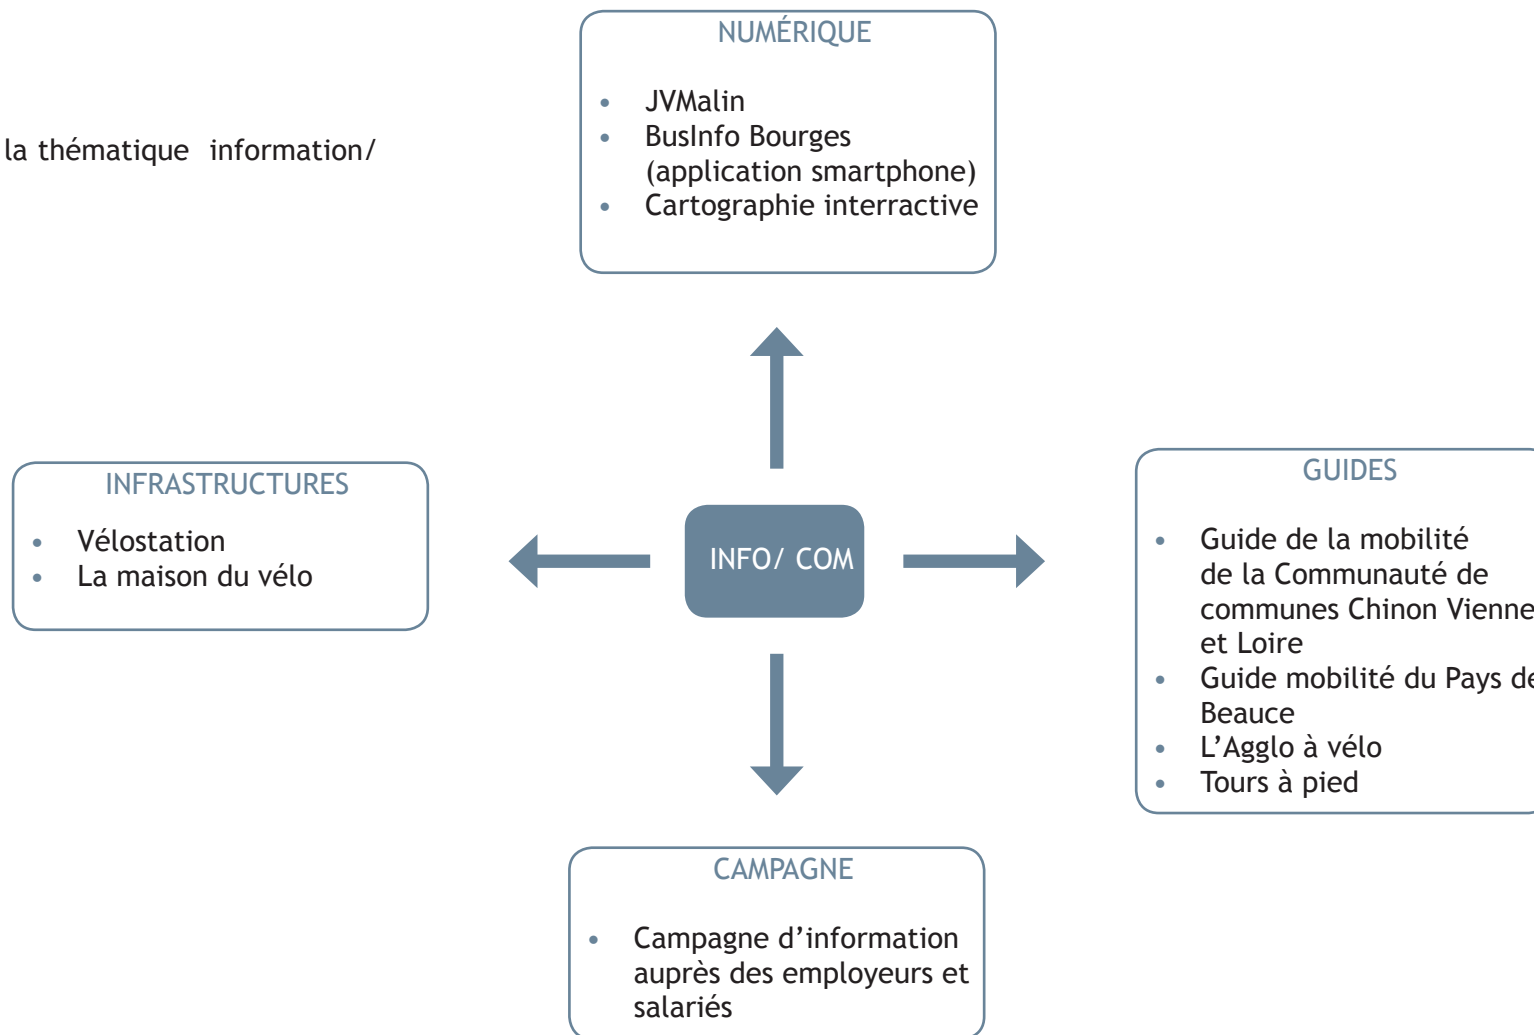 NUMÉRIQUE
• JVMalin
• BusInfo Bourges
(application smartphone)
• Cartographie interractive
la thématique information/
INFRASTRUCTURES
• Vélostation
• La maison du vélo
INFO/ COM
GUIDES
• Guide de la mobilité
de la Communauté de
communes Chinon Vienne
et Loire
• Guide mobilité du Pays de
Beauce
• L’Agglo à vélo
• Tours à pied
CAMPAGNE
• Campagne d’information
auprès des employeurs et
salariés